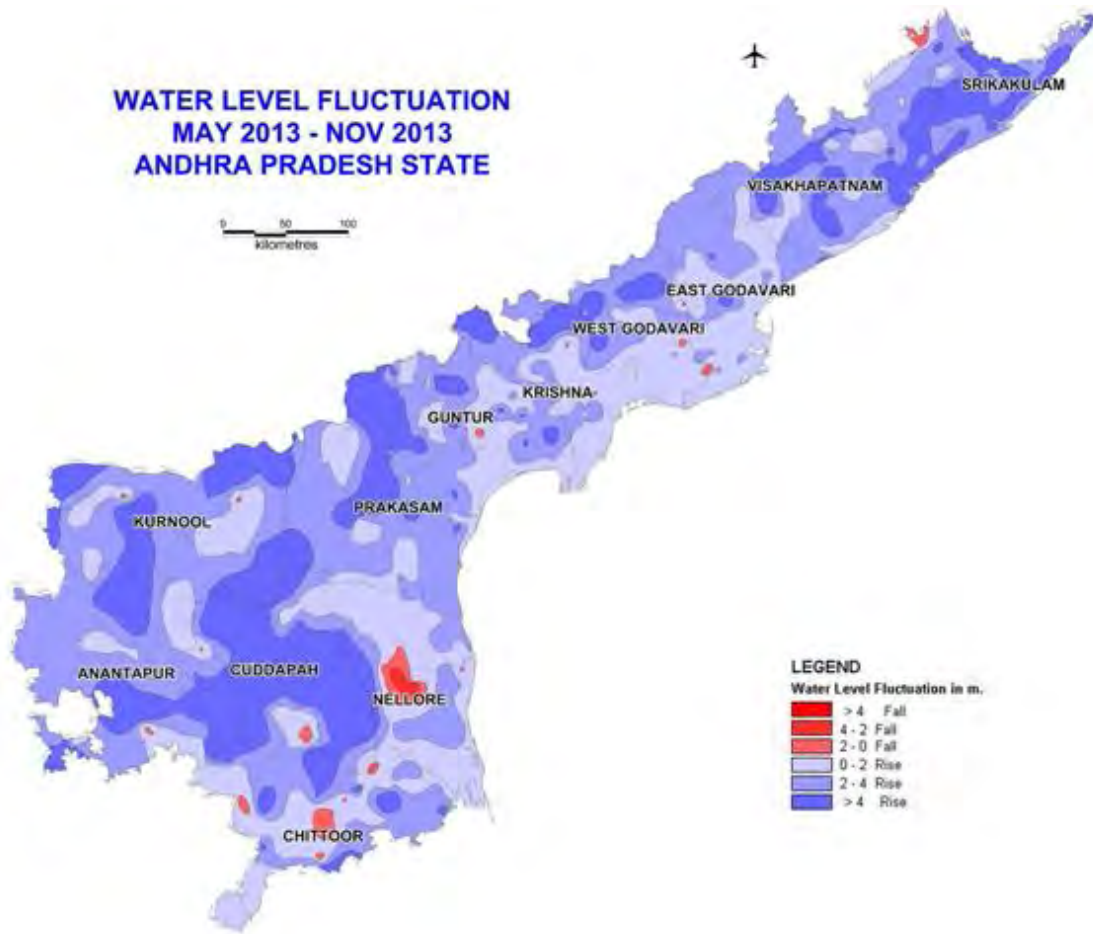 WATER LEVEL FLUCTUATION
MAY 2013 - NOV 2013
ANDHRA PRADESH STATE
0 50 100
kilometres
SRIKAKULAM
VISAKHAPATNAM
EAST GODAVARI
WEST GODAVARI
KRISHNA
GUNTUR
PRAKASAM
KURNOOL
ANANTAPUR
CUDDAPAH
NELLORE
CHITTOOR
LEGEND
Water Level Fluctuation in m.
> 4 Fall
4 - 2 Fall
2 - 0 Fall
0 - 2 Rise
2 - 4 Rise
> 4 Rise